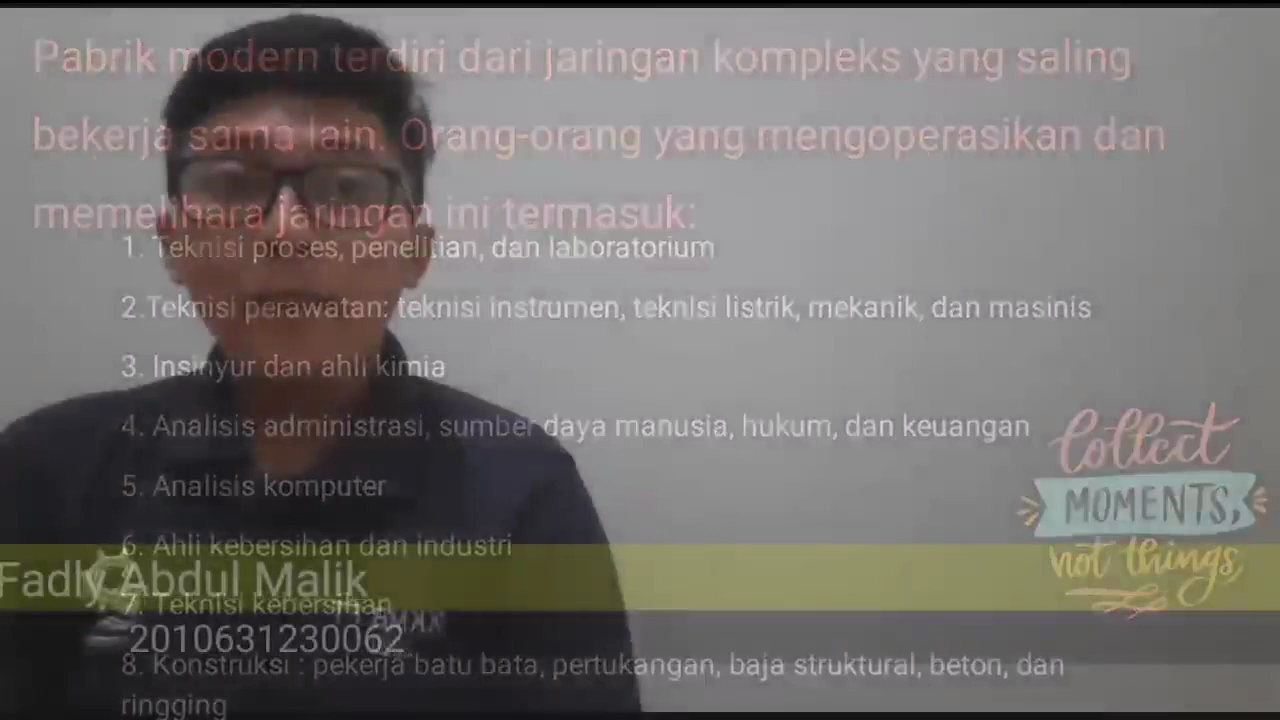 Pabrik modern terdiri dari jaringan kompleks yang saling
bekerja sama lain. Orang-orang yang mengoperasikan dan
memelihara jaringan ini termasuk:
1. Teknisi proses, penelitian, dan laboratorium
2.Teknisi perawatan: teknisi instrumen, teknisi listrik, mekanik, dan masinis
3. Insinyur dan ahli kimia
4. Analisis administrasi, sumber daya manusia, hukum, dan keuangan
5. Analisis komputer
6. Ahli kebersihan dan industri
7. Teknisi kebersihan
8. Konstruksi : pekerja batu bata, pertukangan, baja struktural, beton, dan
ringging
Fadly Abdul Malik
2010631230062
Collect
MOMENTS,
not things